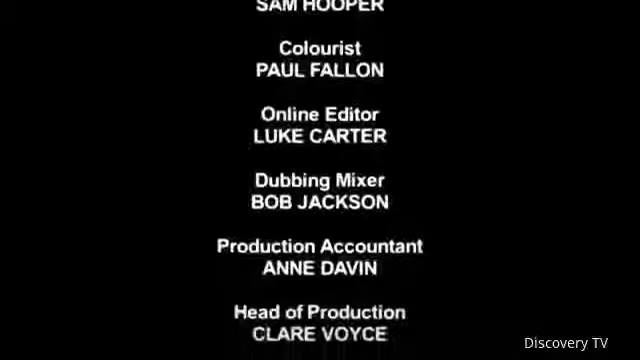 SAM HOOPER
Colourist
PAUL FALLON
Online Editor
LUKE CARTER
Dubbing Mixer
BOB JACKSON
Production Accountant
ANNE DAVIN
Head of Production
CLARE VOYCE
Discovery TV